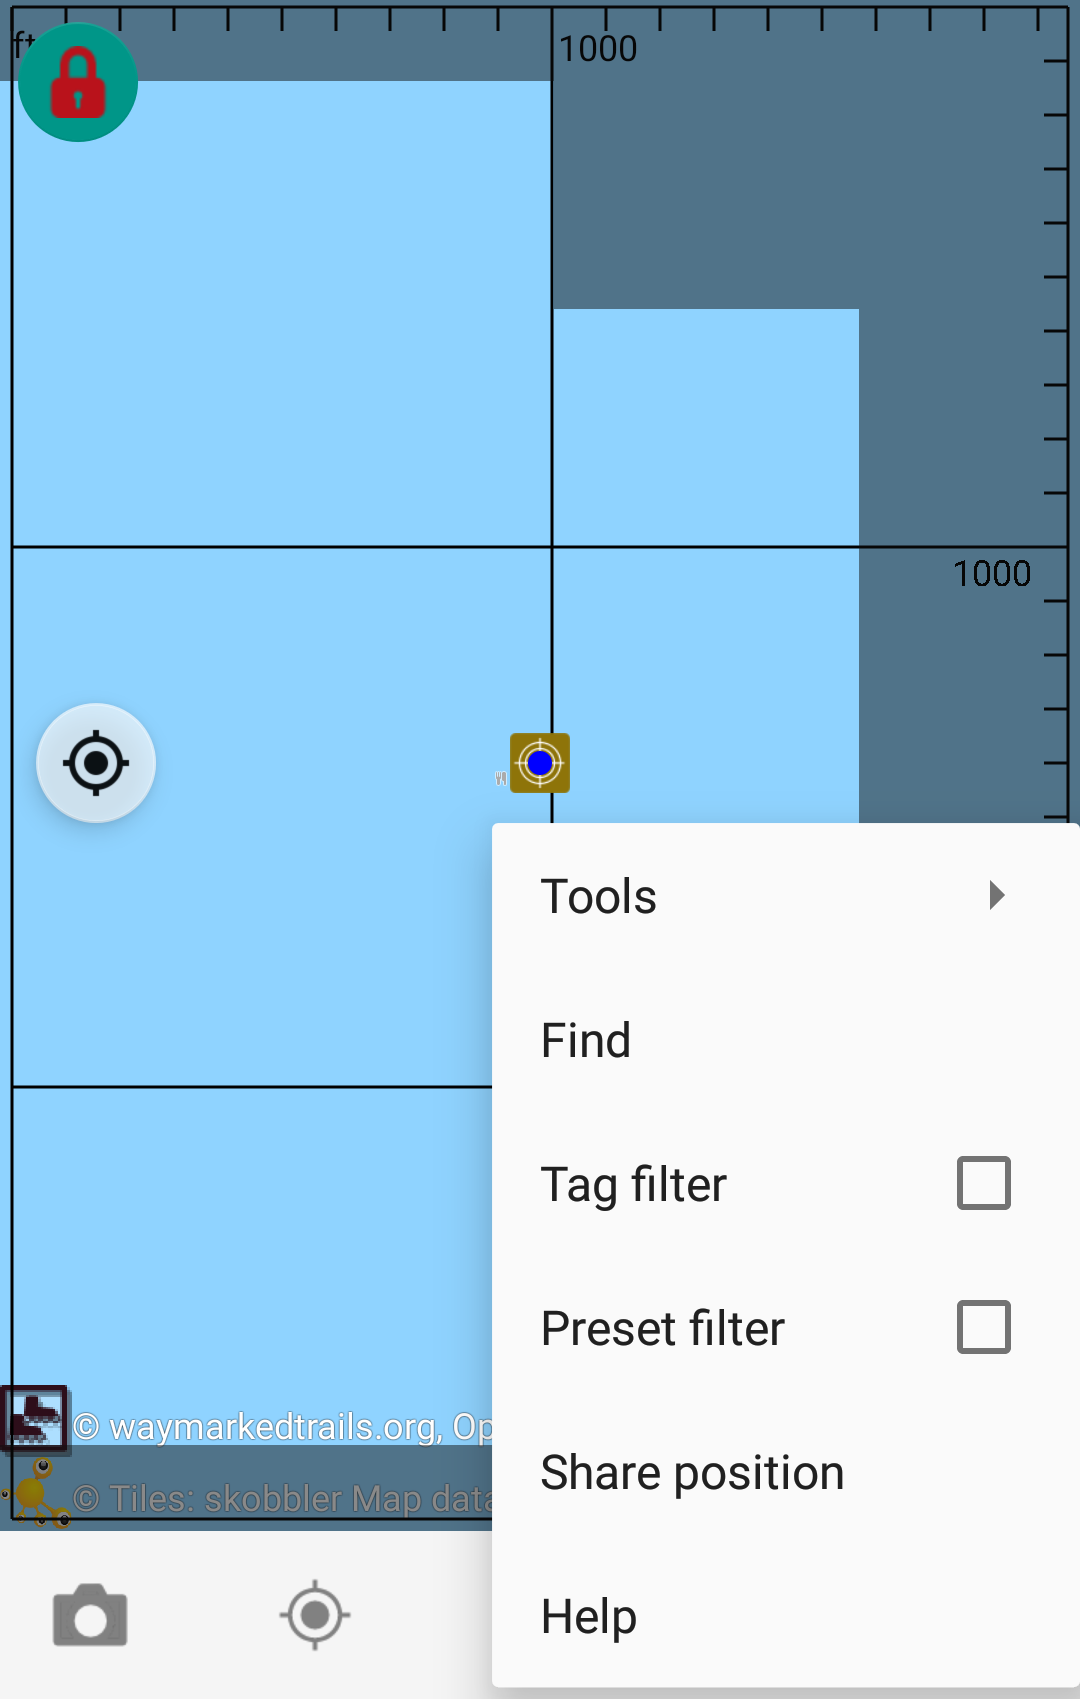 ft
1000
1000
Tools
Find
Tag filter
Preset filter
© waymarkedtrails.org, Op
Share position
© Tiles: skobbler Map data
Help